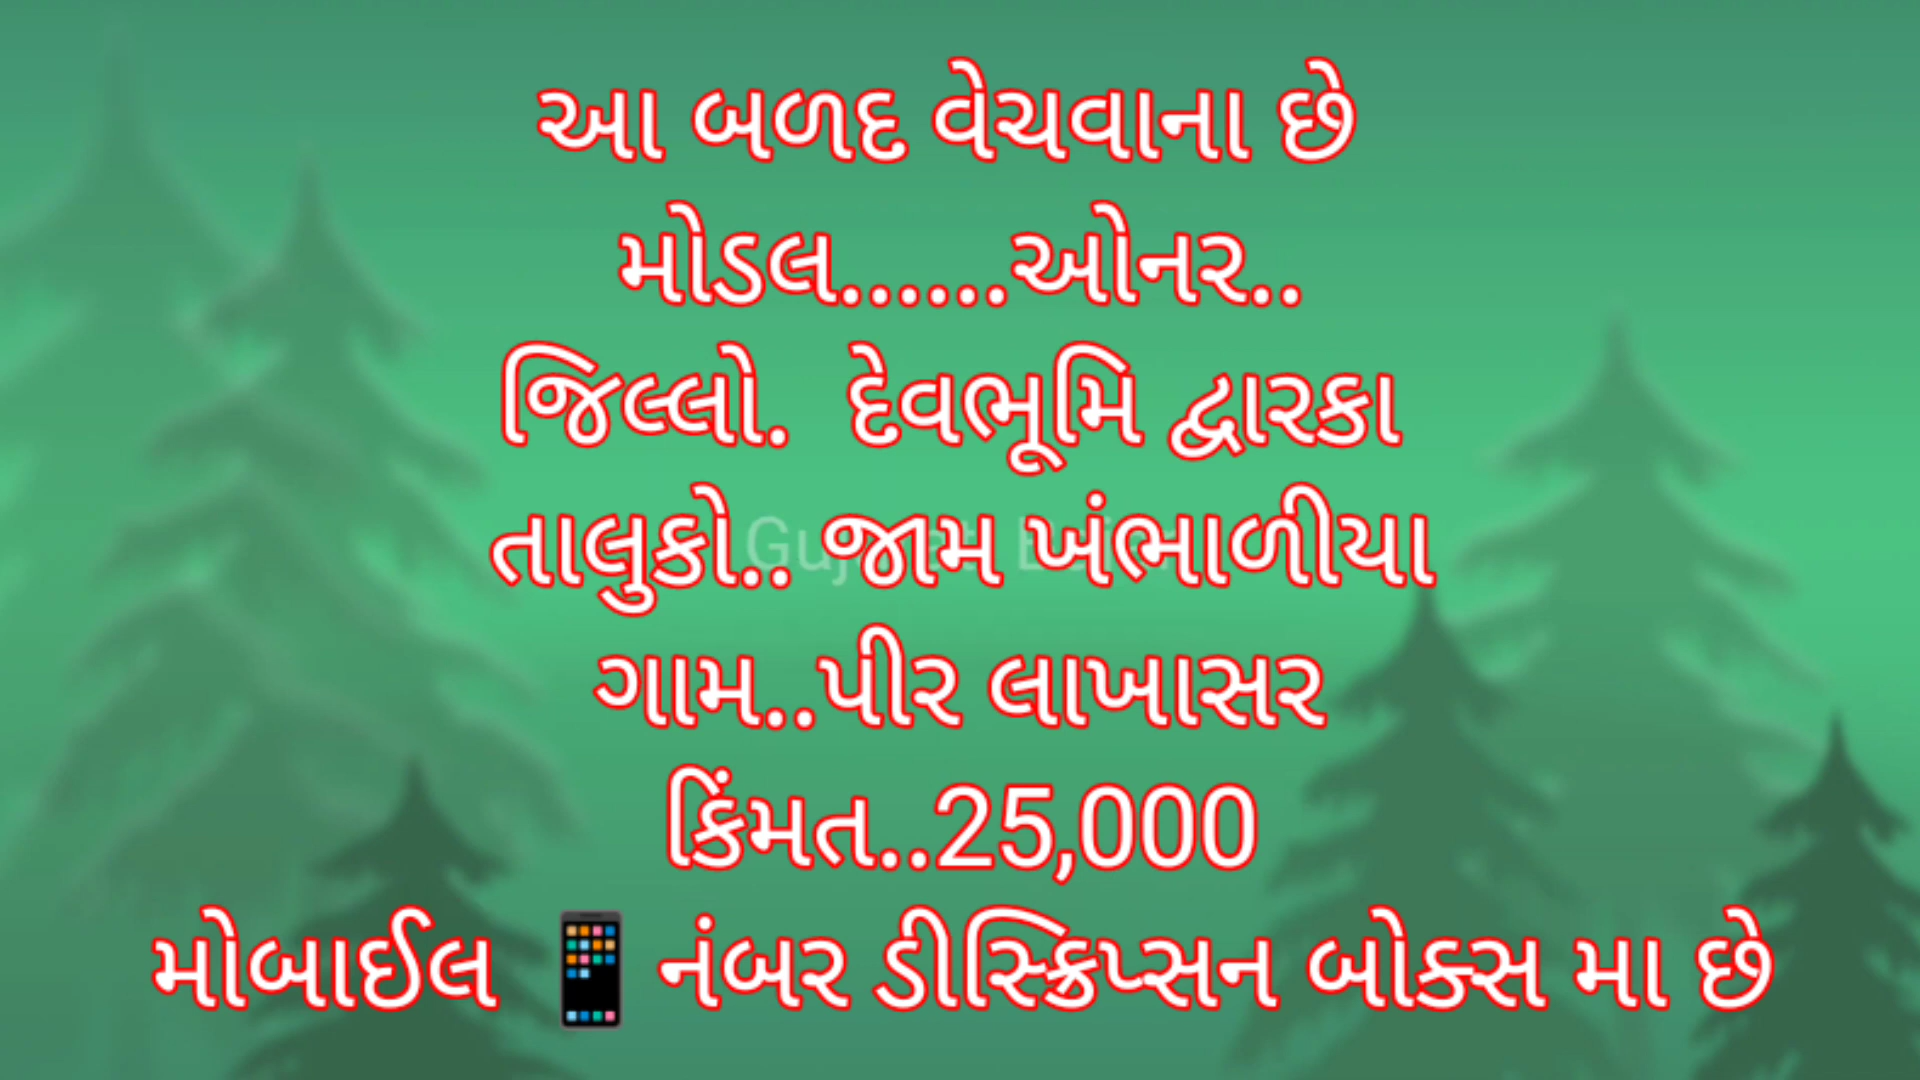 આ બળદ વેચવાના છે
મોડલ......ઓનર..
જિલ્લો. દેવભૂમિ દ્વારકા
તાલુકો.. જામ ખંભાળીયા
ગામ..પીર લાખાસર
કિંમત..25,000
મોબાઈલ 📱 નંબર ડીસ્ક્રિપ્સન બોક્સ મા છે